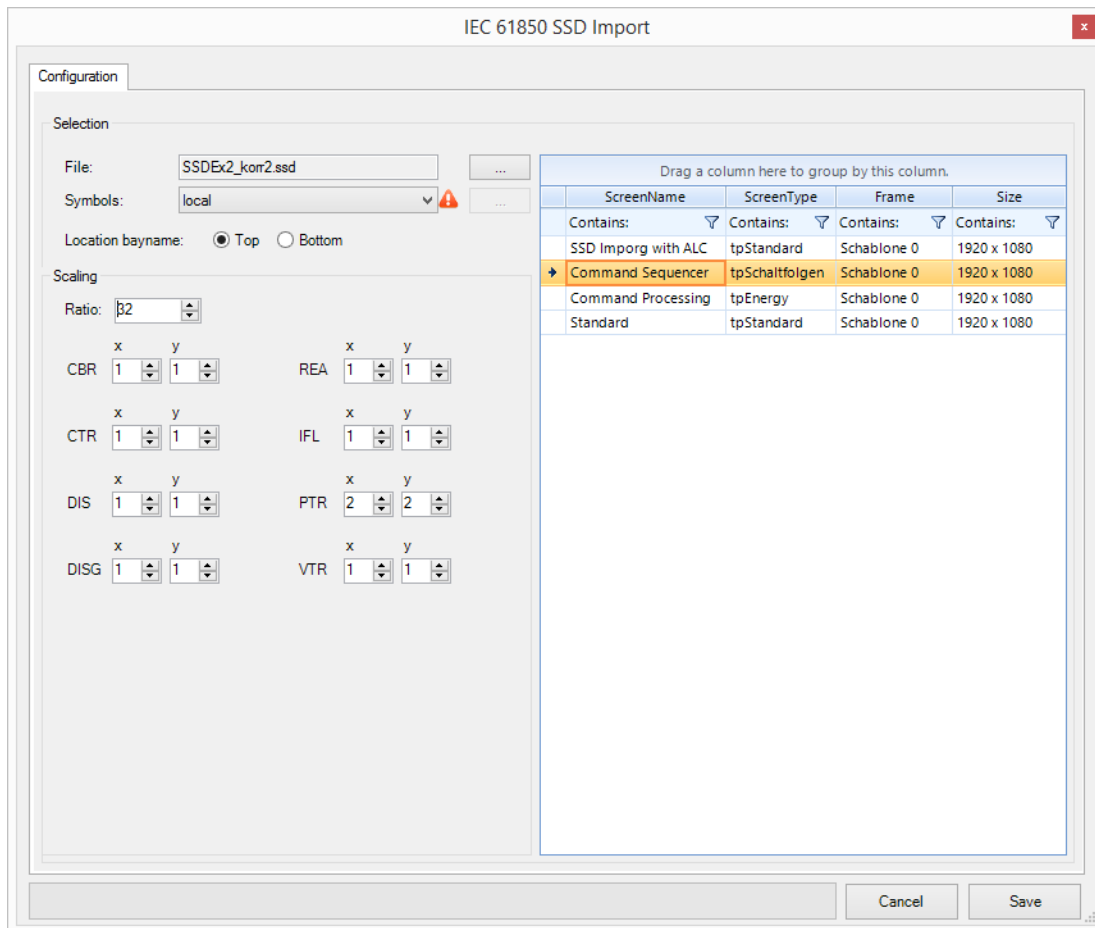 IEC 61850 SSD Import
x
Configuration
Selection
File: SSDEx2_korr2.ssd ...
Symbols: local ...
Location bayname: Top Bottom
Scaling
Ratio: 32
x y x y
CBR 1 1 REA 1 1
x y x y
CTR 1 1 IFL 1 1
x y x y
DIS 1 1 PTR 2 2
x y x y
DISG 1 1 VTR 1 1
Drag a column here to group by this column.
ScreenName ScreenType Frame Size
Contains: Contains: Contains: Contains:
SSD Imporg with ALC tpStandard Schablone 0 1920 x 1080
Command Sequencer tpSchaltfolgen Schablone 0 1920 x 1080
Command Processing tpEnergy Schablone 0 1920 x 1080
Standard tpStandard Schablone 0 1920 x 1080
Cancel Save